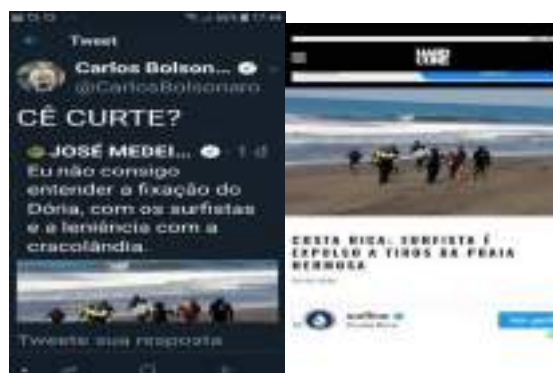 Tweet
Carlos Bolson...
@CarlosBolsonaro
CÊ CURTE?
JOSÉ MEDEI... · 1 d
Eu não consigo
entender a fixação do
Dória, com os surfistas
e a leniência com a
cracolândia.
Tweete sua resposta
COSTA RICA: SURFISTA É
EXPULSO A TIROS DA PRAIA
HERMOSA